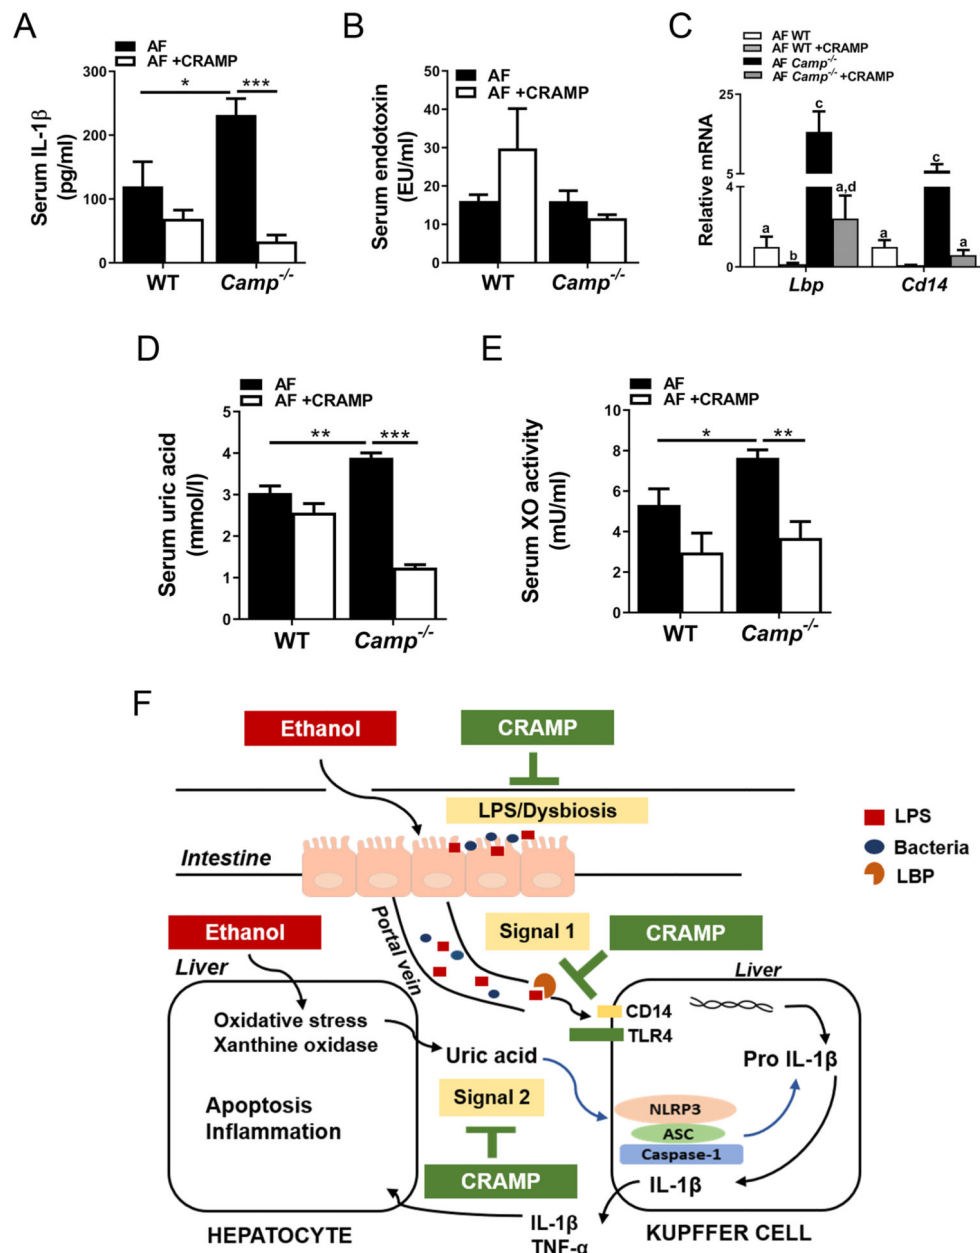 A
AF
AF +CRAMP
Serum IL-1β
(pg/ml)
300
200
100
0
*
***
WT
Camp-/-
B
AF
AF +CRAMP
Serum endotoxin
(EU/ml)
50
40
30
20
10
0
WT
Camp-/-
C
AF WT
AF WT +CRAMP
AF Camp-/-
AF Camp-/- +CRAMP
Relative mRNA
25
5
4
0
a
b
c
a,d
a
c
a
Lbp
Cd14
D
AF
AF +CRAMP
Serum uric acid
(mmol/l)
5
4
3
2
1
0
**
***
WT
Camp-/-
E
AF
AF +CRAMP
Serum XO activity
(mU/ml)
10
8
6
4
2
0
*
**
WT
Camp-/-
F
Ethanol
CRAMP
LPS/Dysbiosis
LPS
Bacteria
LBP
Intestine
Portal vein
Ethanol
Signal 1
CRAMP
Liver
Liver
CD14
TLR4
Oxidative stress
Xanthine oxidase
Uric acid
Pro IL-1β
Apoptosis
Inflammation
Signal 2
NLRP3
ASC
Caspase-1
CRAMP
IL-1β
IL-1β
TNF-α
HEPATOCYTE
KUPFFER CELL